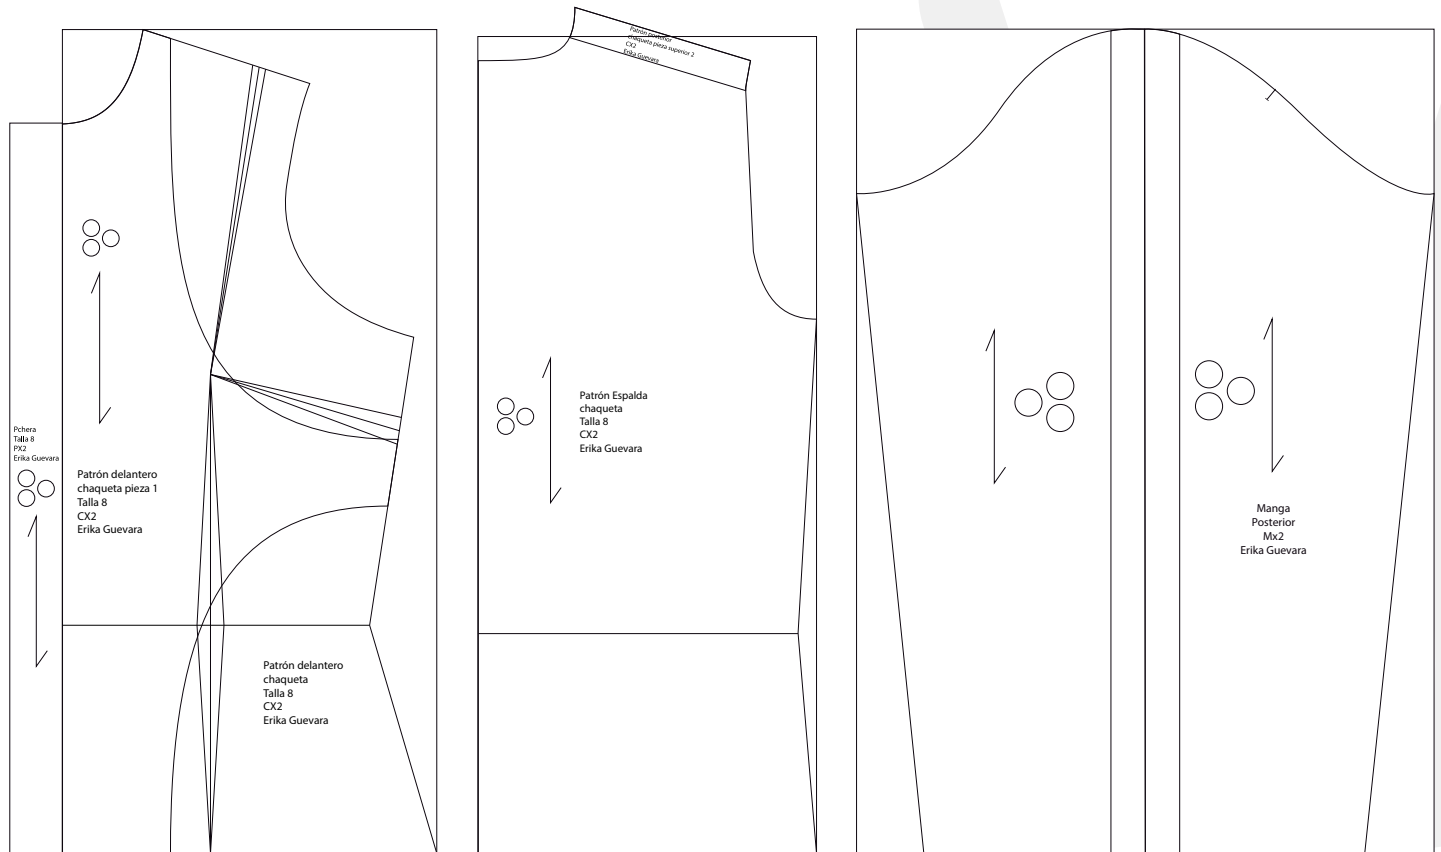 Patrón posterior
chaqueta pieza superior 2
CX2
Erika Guevara
Pchera
Talla 8
PX2
Erika Guevara
Patrón delantero
chaqueta pieza 1
Talla 8
CX2
Erika Guevara
Patrón delantero
chaqueta
Talla 8
CX2
Erika Guevara
Patrón Espalda
chaqueta
Talla 8
CX2
Erika Guevara
Manga
Posterior
Mx2
Erika Guevara